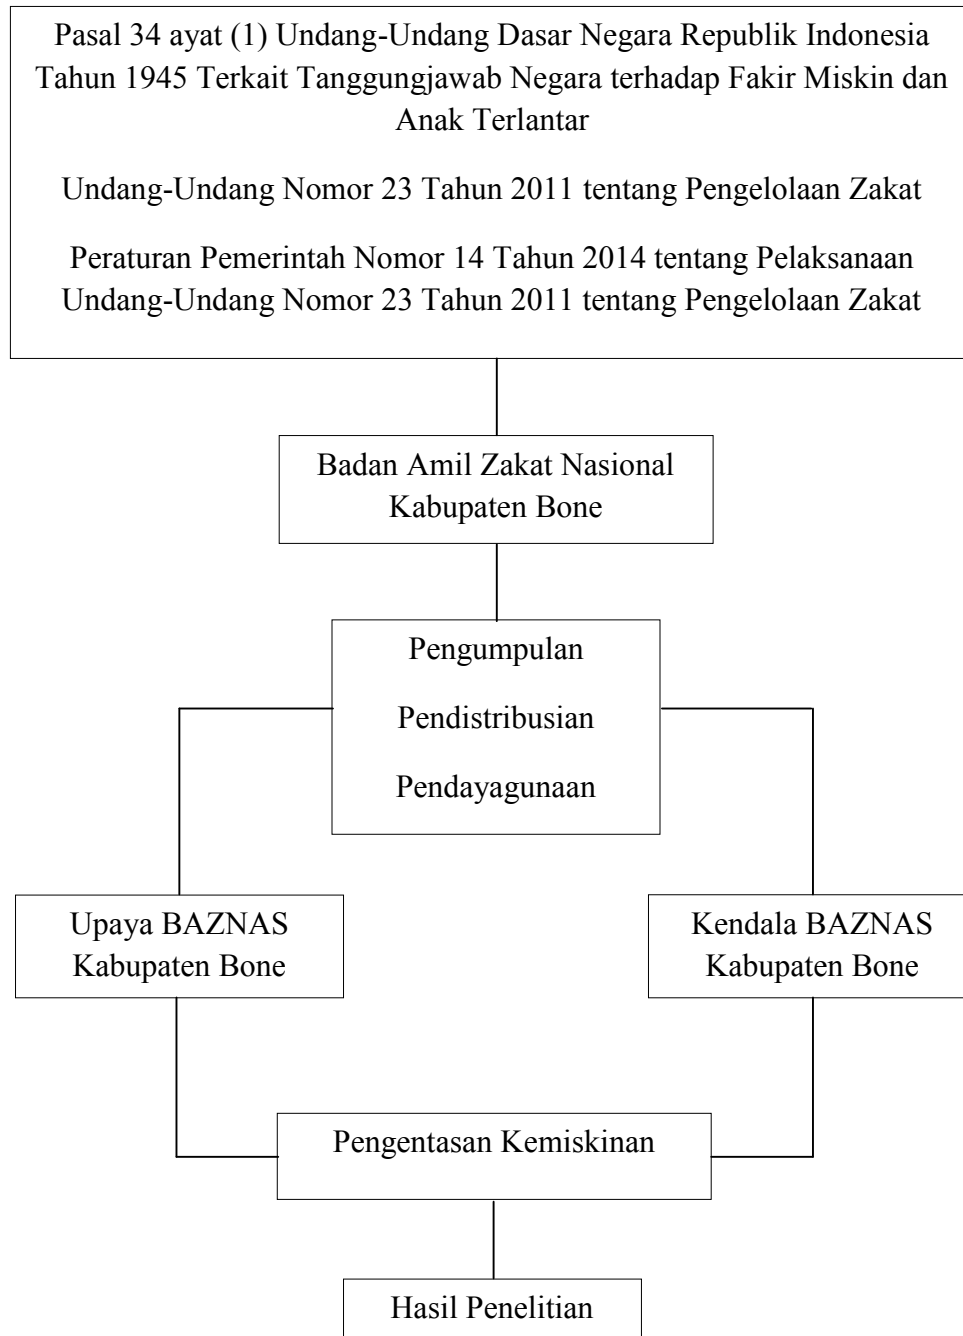 Pasal 34 ayat (1) Undang-Undang Dasar Negara Republik Indonesia
Tahun 1945 Terkait Tanggungjawab Negara terhadap Fakir Miskin dan
Anak Terlantar
Undang-Undang Nomor 23 Tahun 2011 tentang Pengelolaan Zakat
Peraturan Pemerintah Nomor 14 Tahun 2014 tentang Pelaksanaan
Undang-Undang Nomor 23 Tahun 2011 tentang Pengelolaan Zakat
Badan Amil Zakat Nasional
Kabupaten Bone
Pengumpulan
Pendistribusian
Pendayagunaan
Upaya BAZNAS
Kabupaten Bone
Kendala BAZNAS
Kabupaten Bone
Pengentasan Kemiskinan
Hasil Penelitian